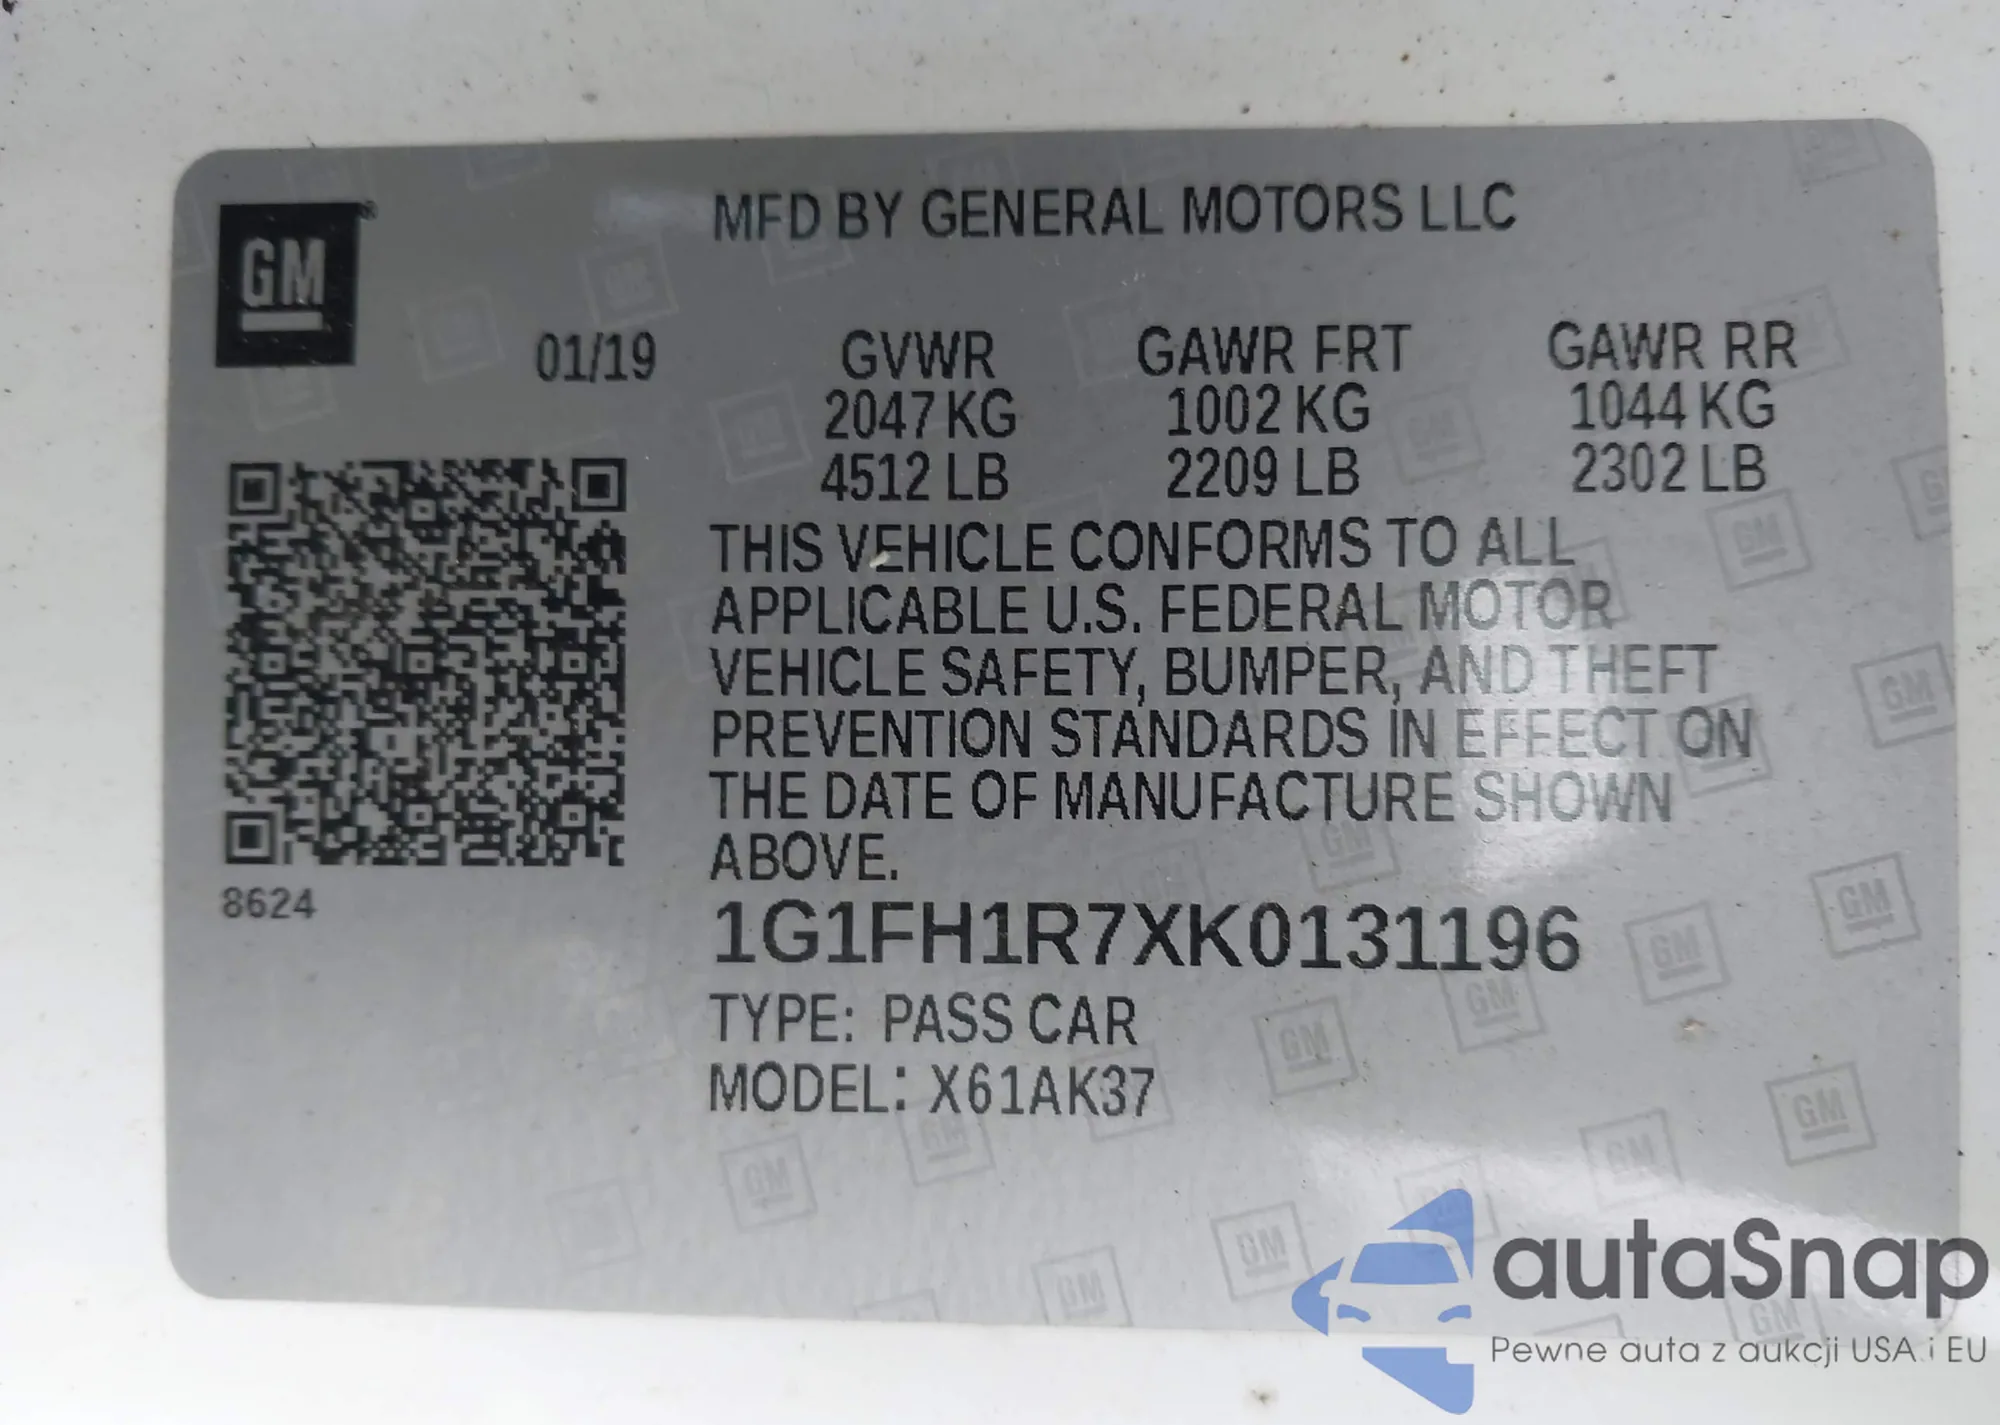 GM
MFD BY GENERAL MOTORS LLC
01/19
GVWR GAWR FRT GAWR RR
2047 KG 1002 KG 1044 KG
4512 LB 2209 LB 2302 LB
THIS VEHICLE CONFORMS TO ALL
APPLICABLE U.S. FEDERAL MOTOR
VEHICLE SAFETY, BUMPER, AND THEFT
PREVENTION STANDARDS IN EFFECT ON
THE DATE OF MANUFACTURE SHOWN
ABOVE.
8624
1G1FH1R7XK0131196
TYPE: PASS CAR
MODEL: X61AK37
autaSnap
Pewne auta z aukcji USA i EU